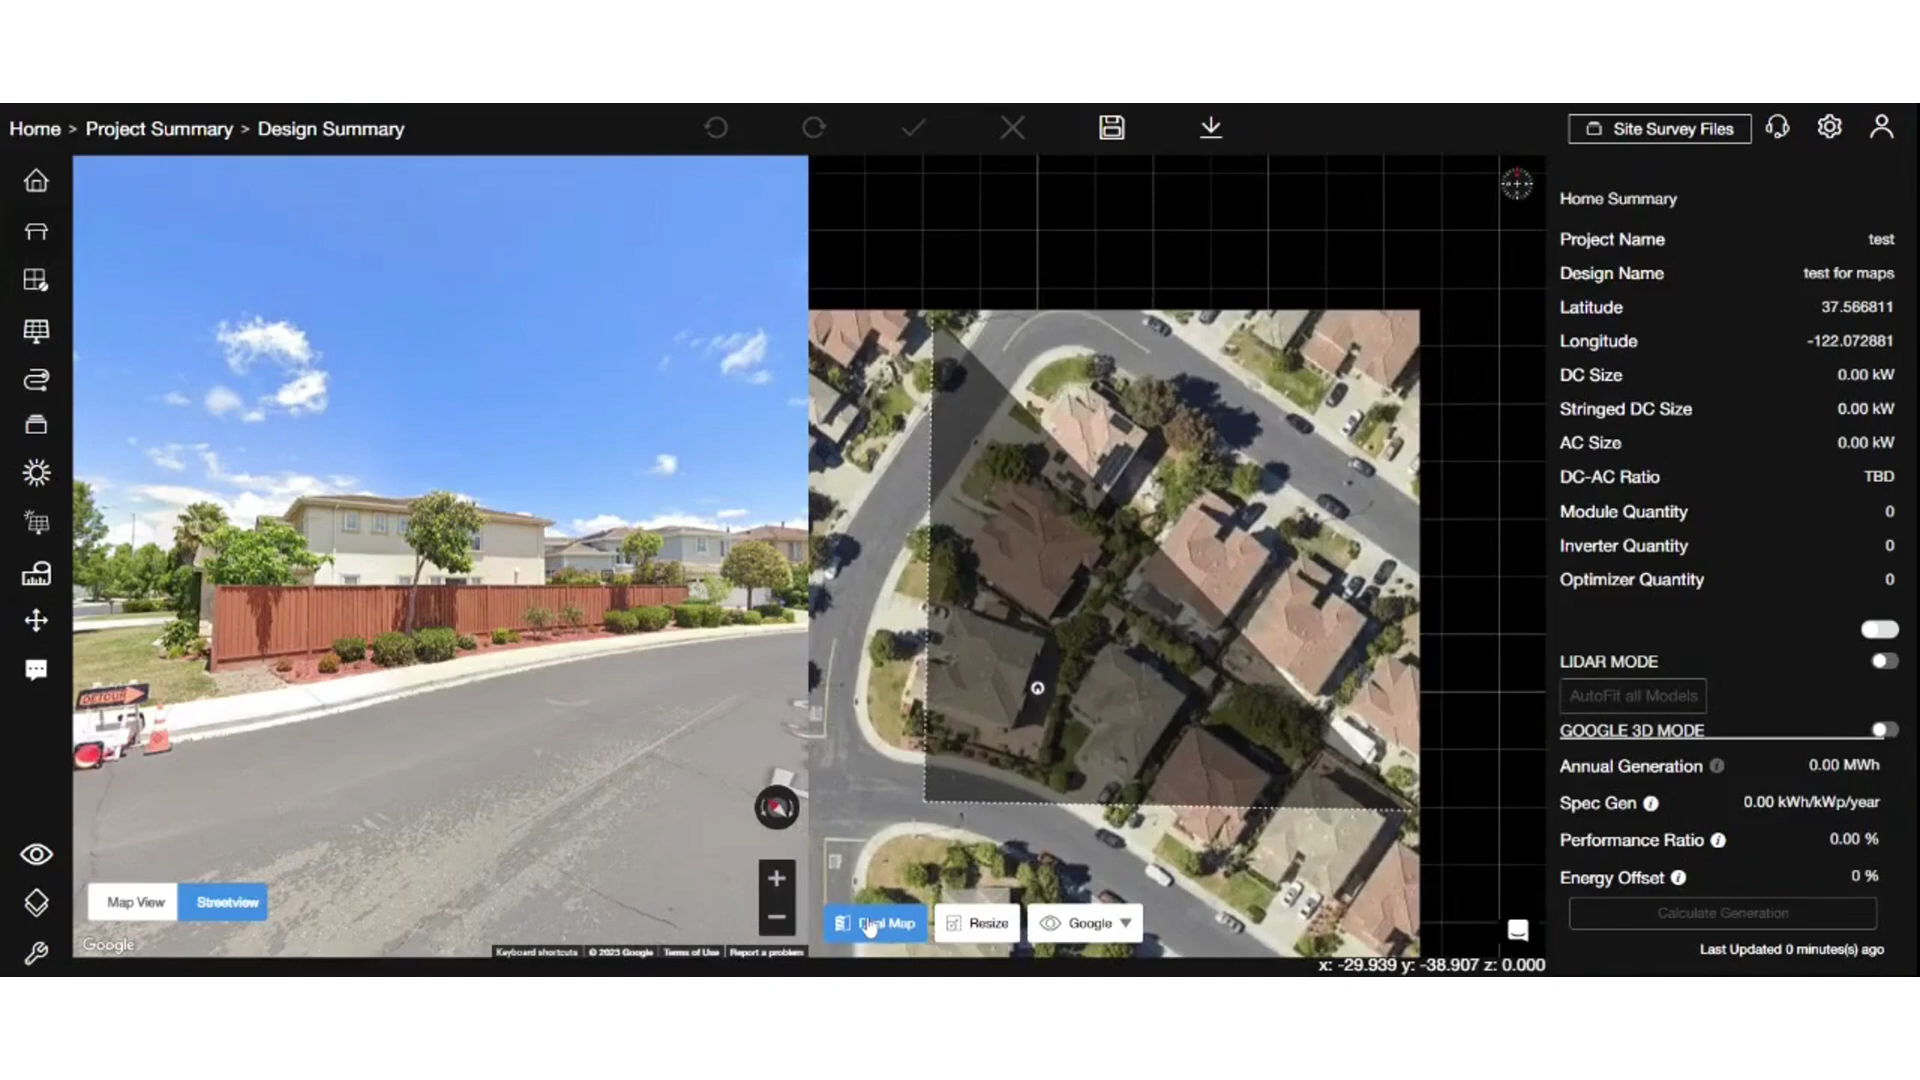 Home > Project Summary > Design Summary
Site Survey Files
DETOUR
Map View
Streetview
Google
Keyboard shortcuts
© 2023 Google
Terms of Use
Report a problem
Map
Resize
Google
x: -29.939 y: -38.907 z: 0.000
Home Summary
Project Name test
Design Name test for maps
Latitude 37.566811
Longitude -122.072881
DC Size 0.00 kW
Stringed DC Size 0.00 kW
AC Size 0.00 kW
DC-AC Ratio TBD
Module Quantity 0
Inverter Quantity 0
Optimizer Quantity 0
LIDAR MODE
AutoFit all Models
GOOGLE 3D MODE
Annual Generation 0.00 MWh
Spec Gen 0.00 kWh/kWp/year
Performance Ratio 0.00 %
Energy Offset 0 %
Calculate Generation
Last Updated 0 minutes(s) ago